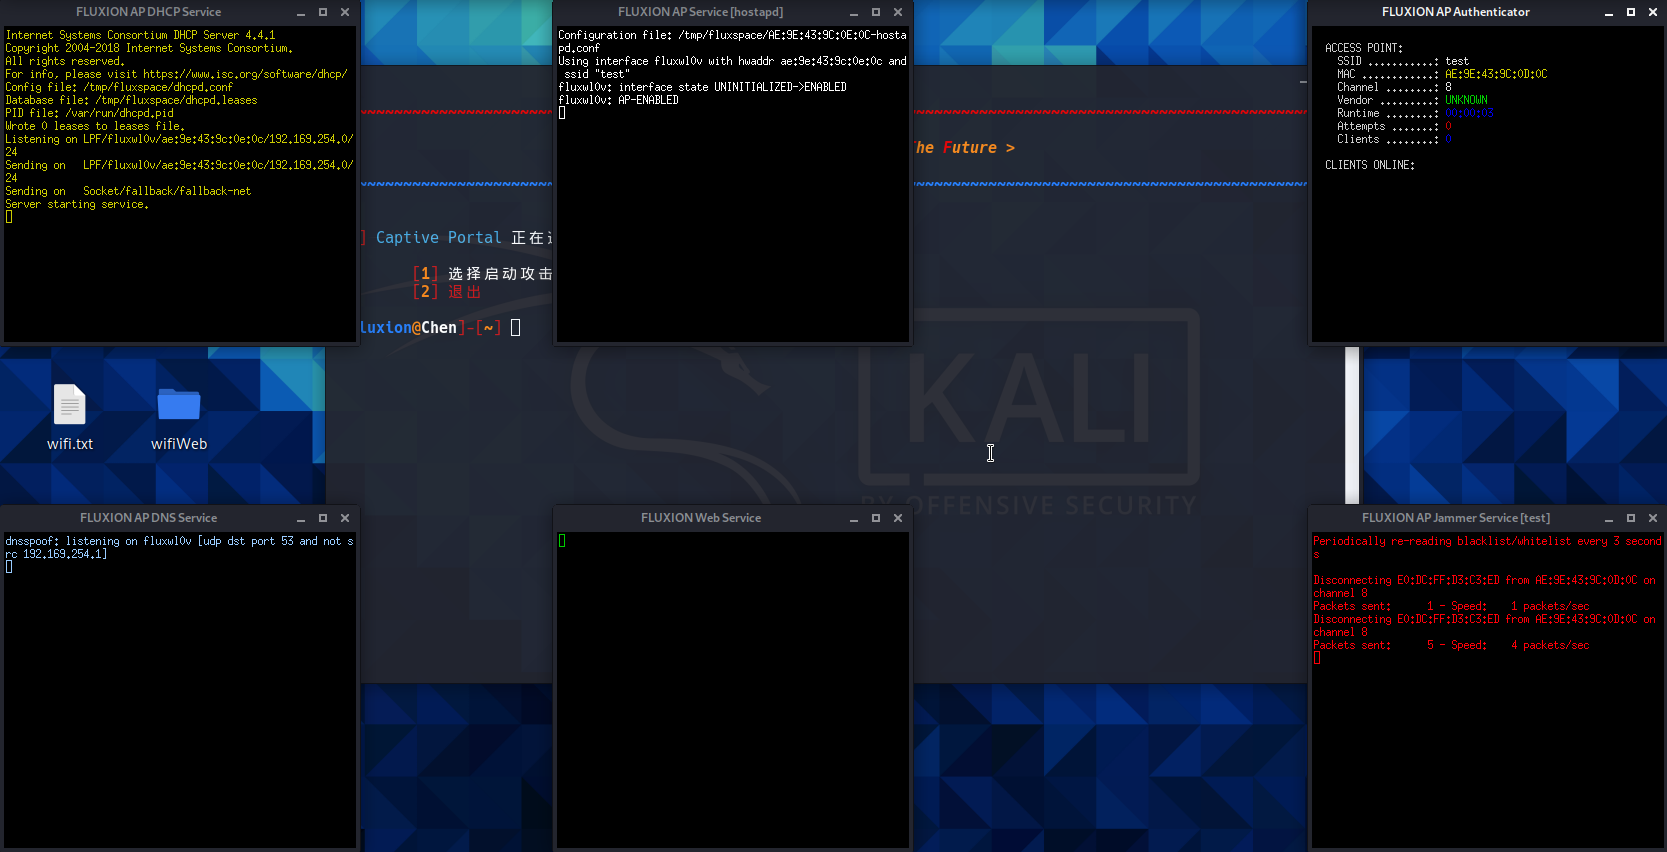 FLUXION AP DHCP Service
Internet Systems Consortium DHCP Server 4.4.1
Copyright 2004-2018 Internet Systems Consortium.
All rights reserved.
For info, please visit https://www.isc.org/software/dhcp/
Config file: /tmp/fluxspace/dhcpd.conf
Database file: /tmp/fluxspace/dhcpd.leases
PID file: /var/run/dhcpd.pid
Wrote 0 leases to leases file.
Listening on LPF/fluxwl0v/ae:9e:43:9c:0e:0c/192.169.254.0/
24
Sending on   LPF/fluxwl0v/ae:9e:43:9c:0e:0c/192.169.254.0/
24
Sending on   Socket/fallback/fallback-net
Server starting service.
FLUXION AP Service [hostapd]
Configuration file: /tmp/fluxspace/AE:9E:43:9C:0E:0C-hosta
pd.conf
Using interface fluxwl0v with hwaddr ae:9e:43:9c:0e:0c and
 ssid "test"
fluxwl0v: interface state UNINITIALIZED->ENABLED
fluxwl0v: AP-ENABLED
FLUXION AP Authenticator
ACCESS POINT:
SSID ...........: test
MAC ............: AE:9E:43:9C:0D:0C
Channel ........: 8
Vendor .........: UNKNOWN
Runtime ........: 00:00:03
Attempts .......: 0
Clients ........: 0
CLIENTS ONLINE:
he Future >
] Captive Portal 正在
[1] 选择启动攻击
[2] 退出
luxion@Chen]-[~]
KALI
BY OFFENSIVE SECURITY
wifi.txt
wifiWeb
FLUXION AP DNS Service
dnsspoof: listening on fluxwl0v [udp dst port 53 and not s
rc 192.169.254.1]
FLUXION Web Service
FLUXION AP Jammer Service [test]
Periodically re-reading blacklist/whitelist every 3 second
s
Disconnecting E0:DC:FF:D3:C3:ED from AE:9E:43:9C:0D:0C on
channel 8
Packets sent:      1 - Speed:    1 packets/sec
Disconnecting E0:DC:FF:D3:C3:ED from AE:9E:43:9C:0D:0C on
channel 8
Packets sent:      5 - Speed:    4 packets/sec